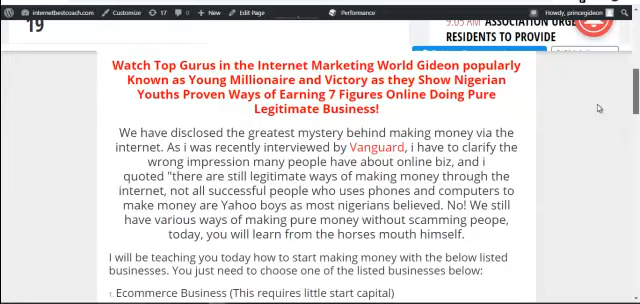 internetbestcoach.com Customize 17 0 + New Edit Page Performance Howdy, princegideon
19
9:05 AM ASSOCIATION URGE
RESIDENTS TO PROVIDE
Watch Top Gurus in the Internet Marketing World Gideon popularly
Known as Young Millionaire and Victory as they Show Nigerian
Youths Proven Ways of Earning 7 Figures Online Doing Pure
Legitimate Business!
We have disclosed the greatest mystery behind making money via the
internet. As i was recently interviewed by Vanguard, i have to clarify the
wrong impression many people have about online biz, and i
quoted "there are still legitimate ways of making money through the
internet, not all successful people who uses phones and computers to
make money are Yahoo boys as most nigerians believed. No! We still
have various ways of making pure money without scamming peope,
today, you will learn from the horses mouth himself.
I will be teaching you today how to start making money with the below listed
businesses. You just need to choose one of the listed businesses below:
1. Ecommerce Business (This requires little start capital)